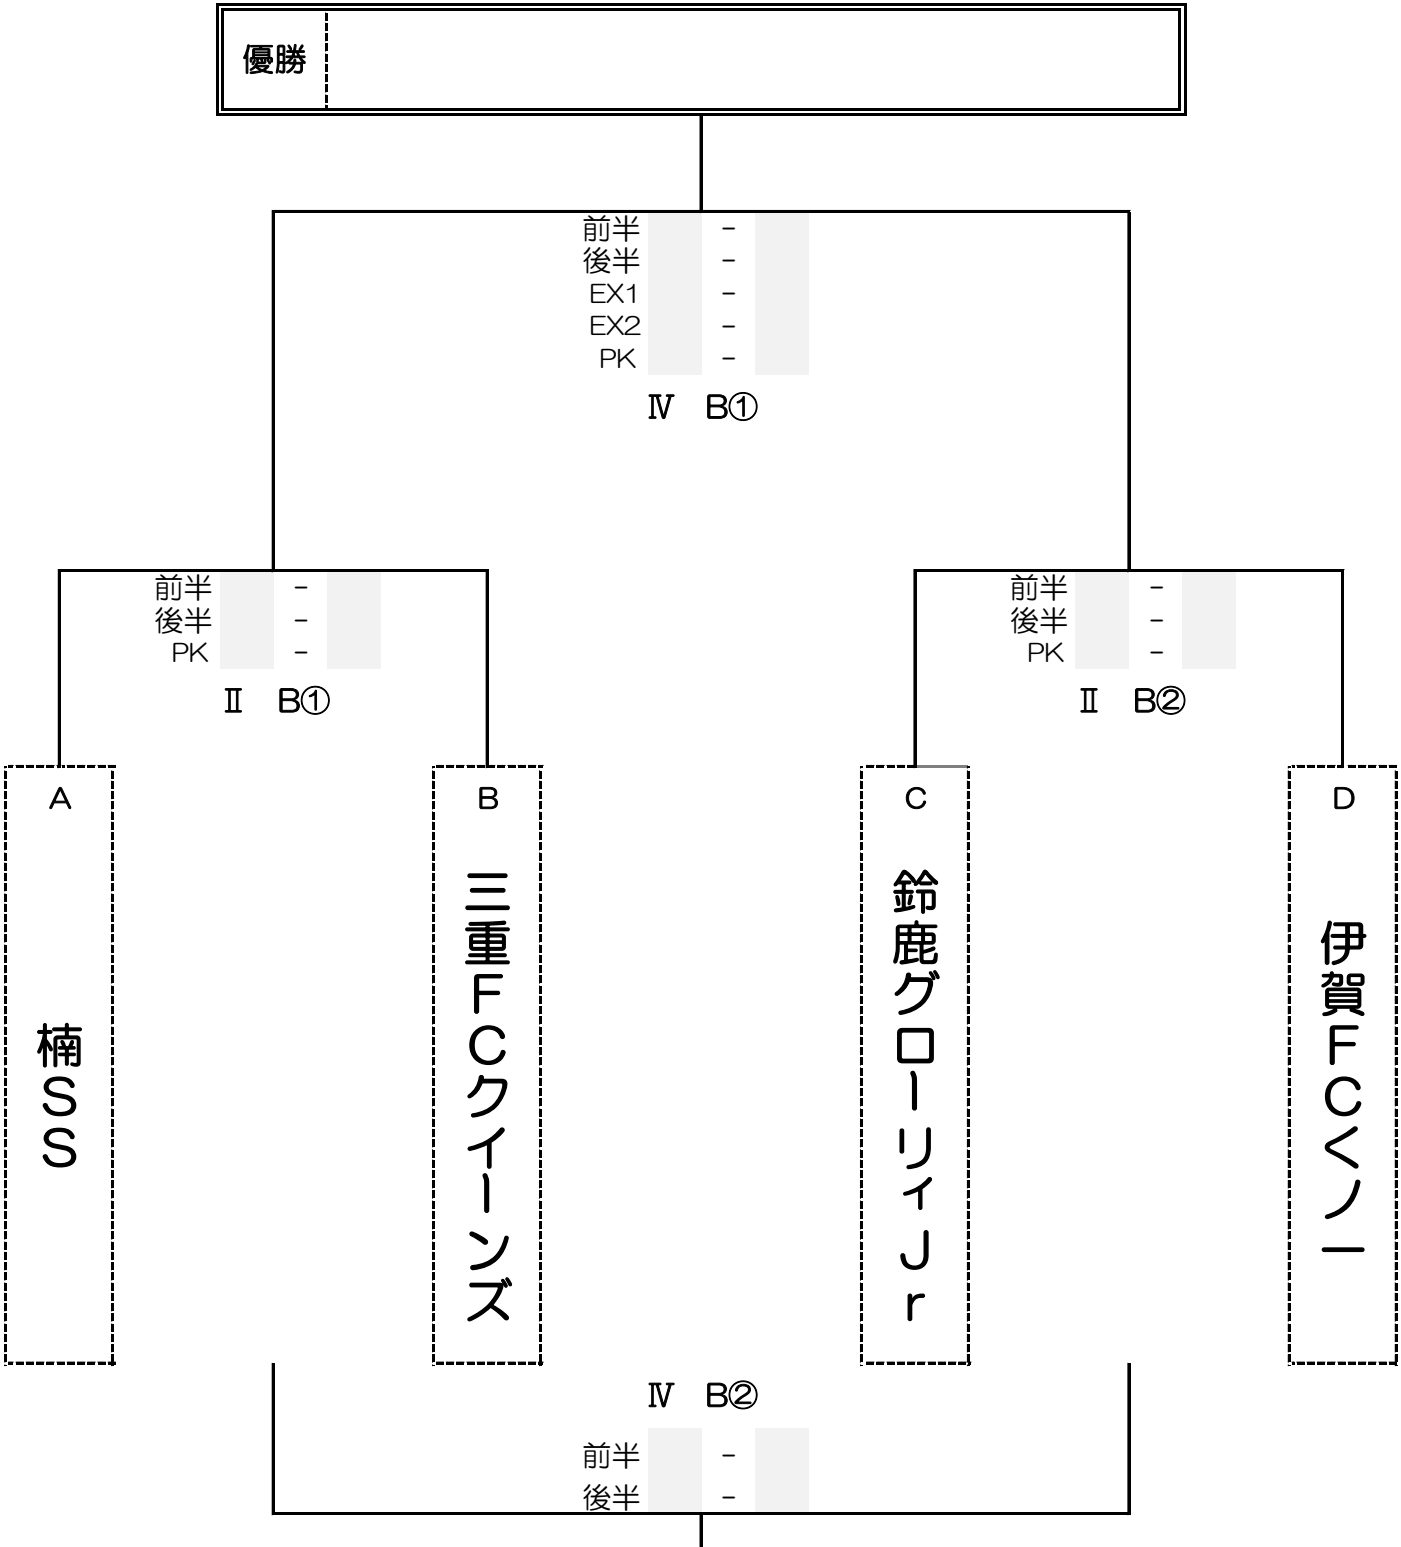 優勝
前半 -
後半 -
EX1 -
EX2 -
PK -
Ⅳ B①
前半 -
後半 -
PK -
Ⅱ B①
前半 -
後半 -
PK -
Ⅱ B②
A
楠SS
B
三重FCクイーンズ
C
鈴鹿グローリィJr
D
伊賀FCくノ一
Ⅳ B②
前半 -
後半 -